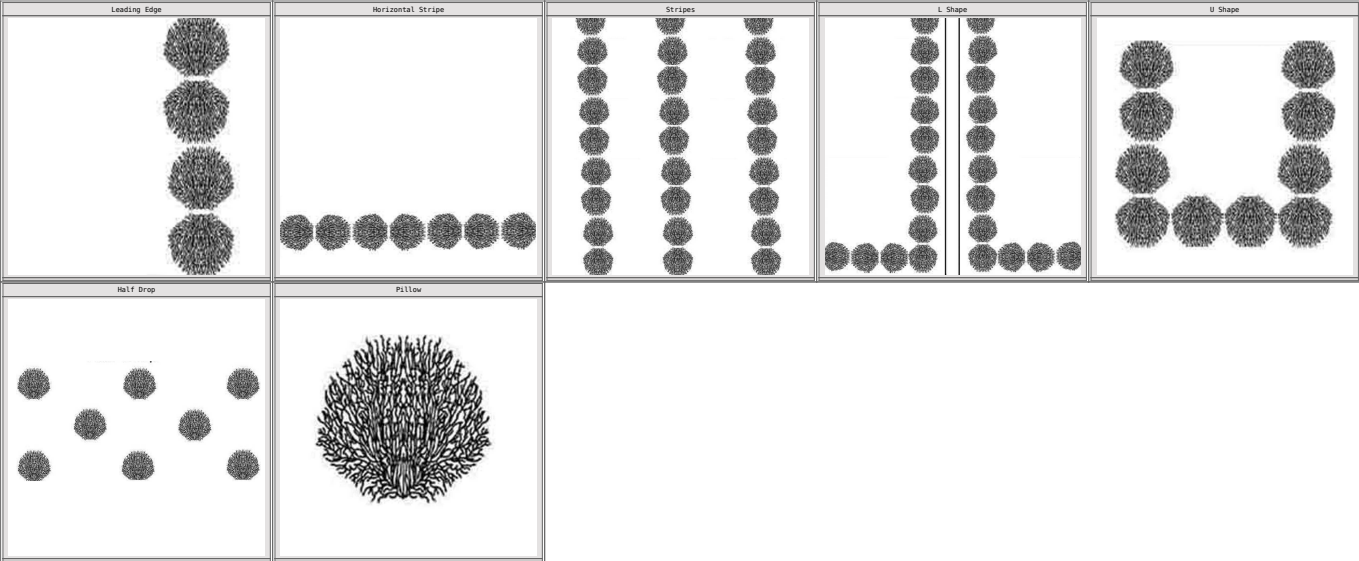 Leading Edge
Horizontal Stripe
Stripes
L Shape
U Shape
Half Drop
Pillow